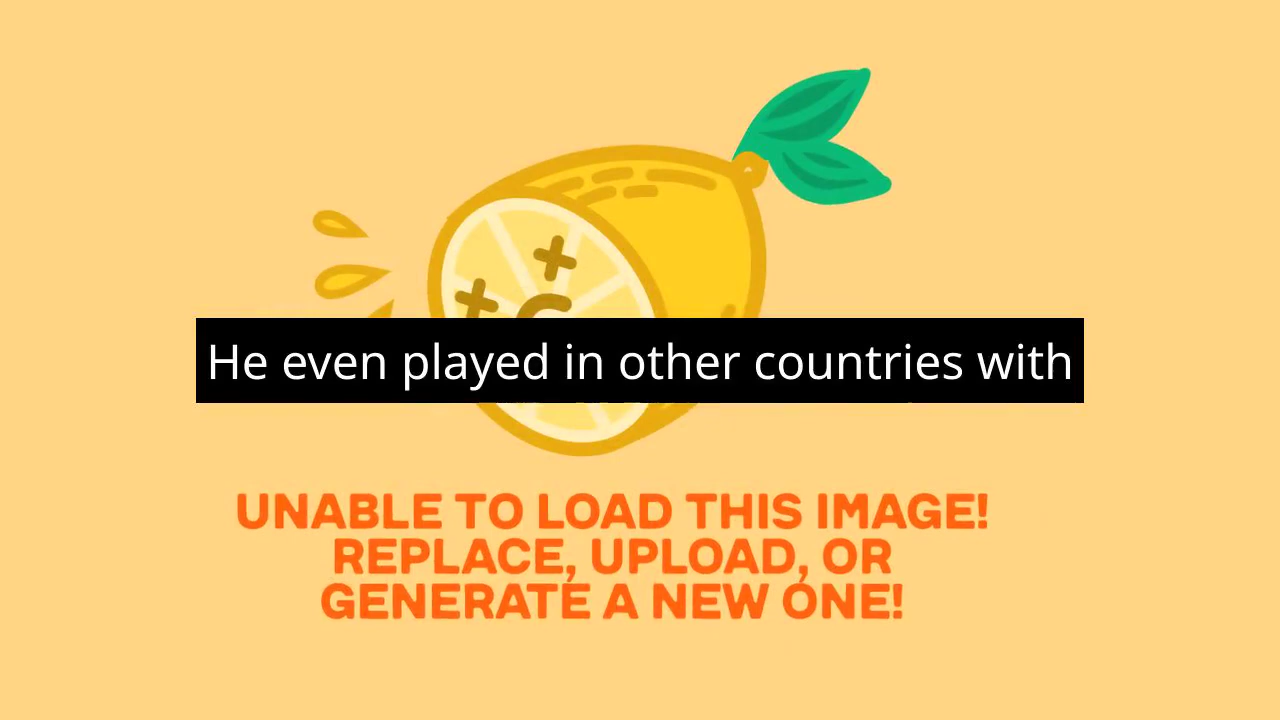 He even played in other countries with
UNABLE TO LOAD THIS IMAGE!
REPLACE, UPLOAD, OR
GENERATE A NEW ONE!